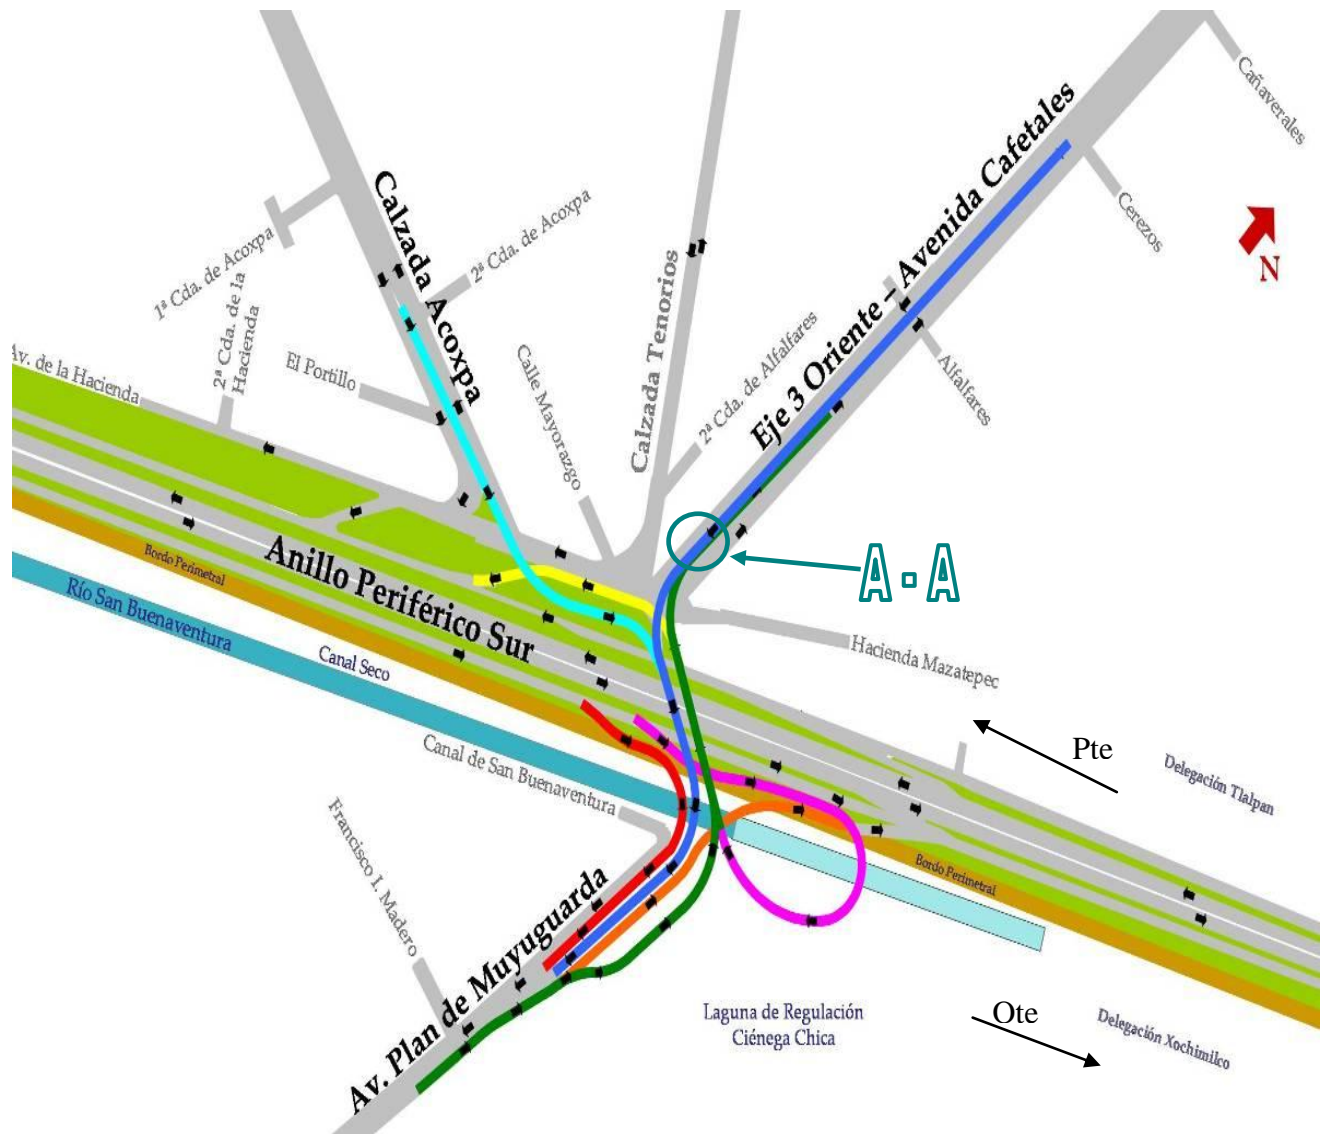 Cañaverales
Calzada Acoxpa
Eje 3 Oriente – Avenida Cafetales
Cerezos
2ª Cda. de Acoxpa
1ª Cda. de Acoxpa
2ª Cda. de la
Hacienda
N
Calzada Tenorios
2ª Cda. de Alfalfares
Av. de la Hacienda
El Portillo
Calle Mayorazgo
Alfalfares
A - A
Anillo Periférico Sur
Bordo Perimetral
Río San Buenaventura
Canal Seco
Hacienda Mazatepec
Pte
Delegación Tlalpan
Canal de San Buenaventura
Francisco I. Madero
Bordo Perimetral
Av. Plan de Muyuguarda
Laguna de Regulación
Ciénega Chica
Ote
Delegación Xochimilco